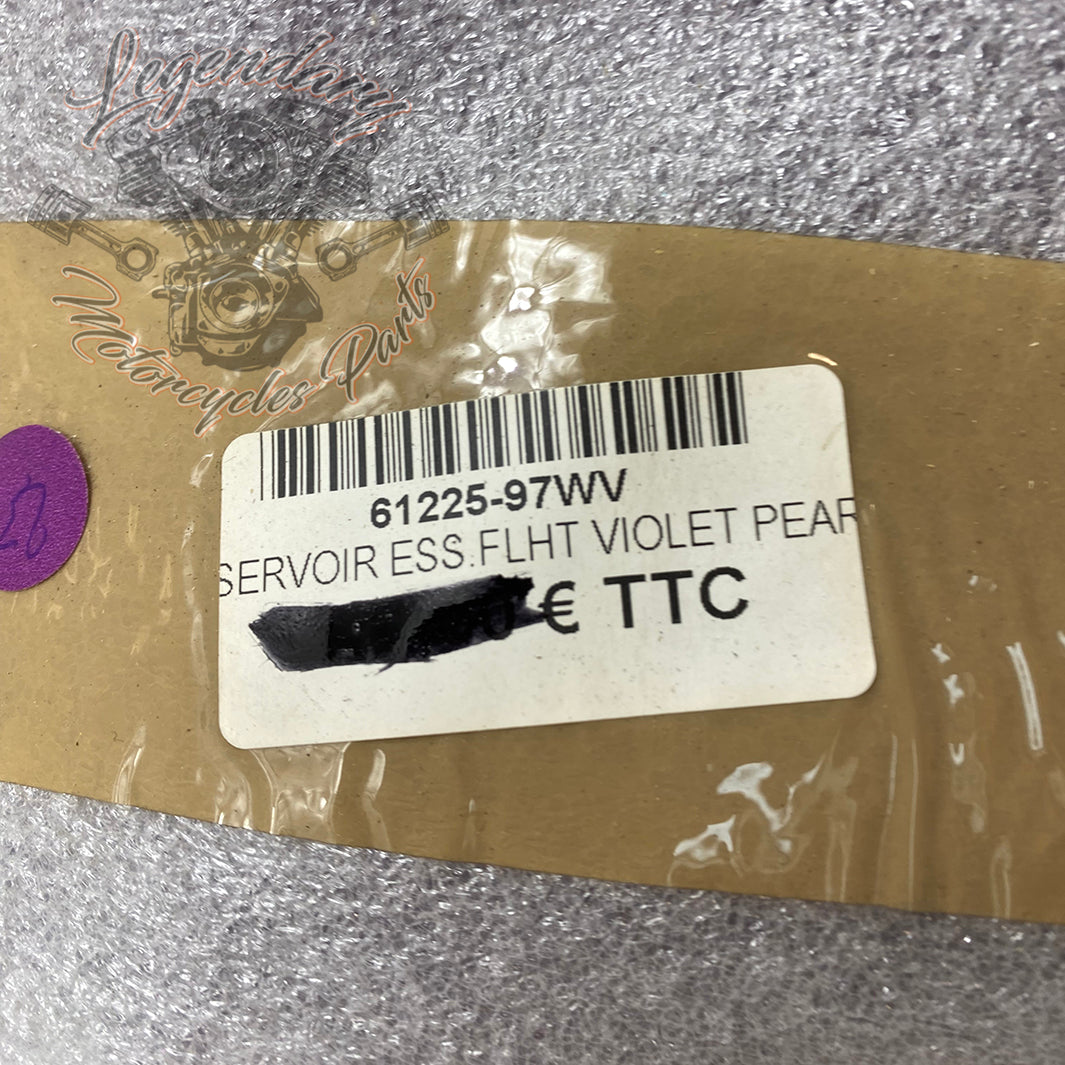 Legendary
Motorcycles Parts
61225-97WV
SERVOIR ESS.FLHT VIOLET PEAR
€ TTC